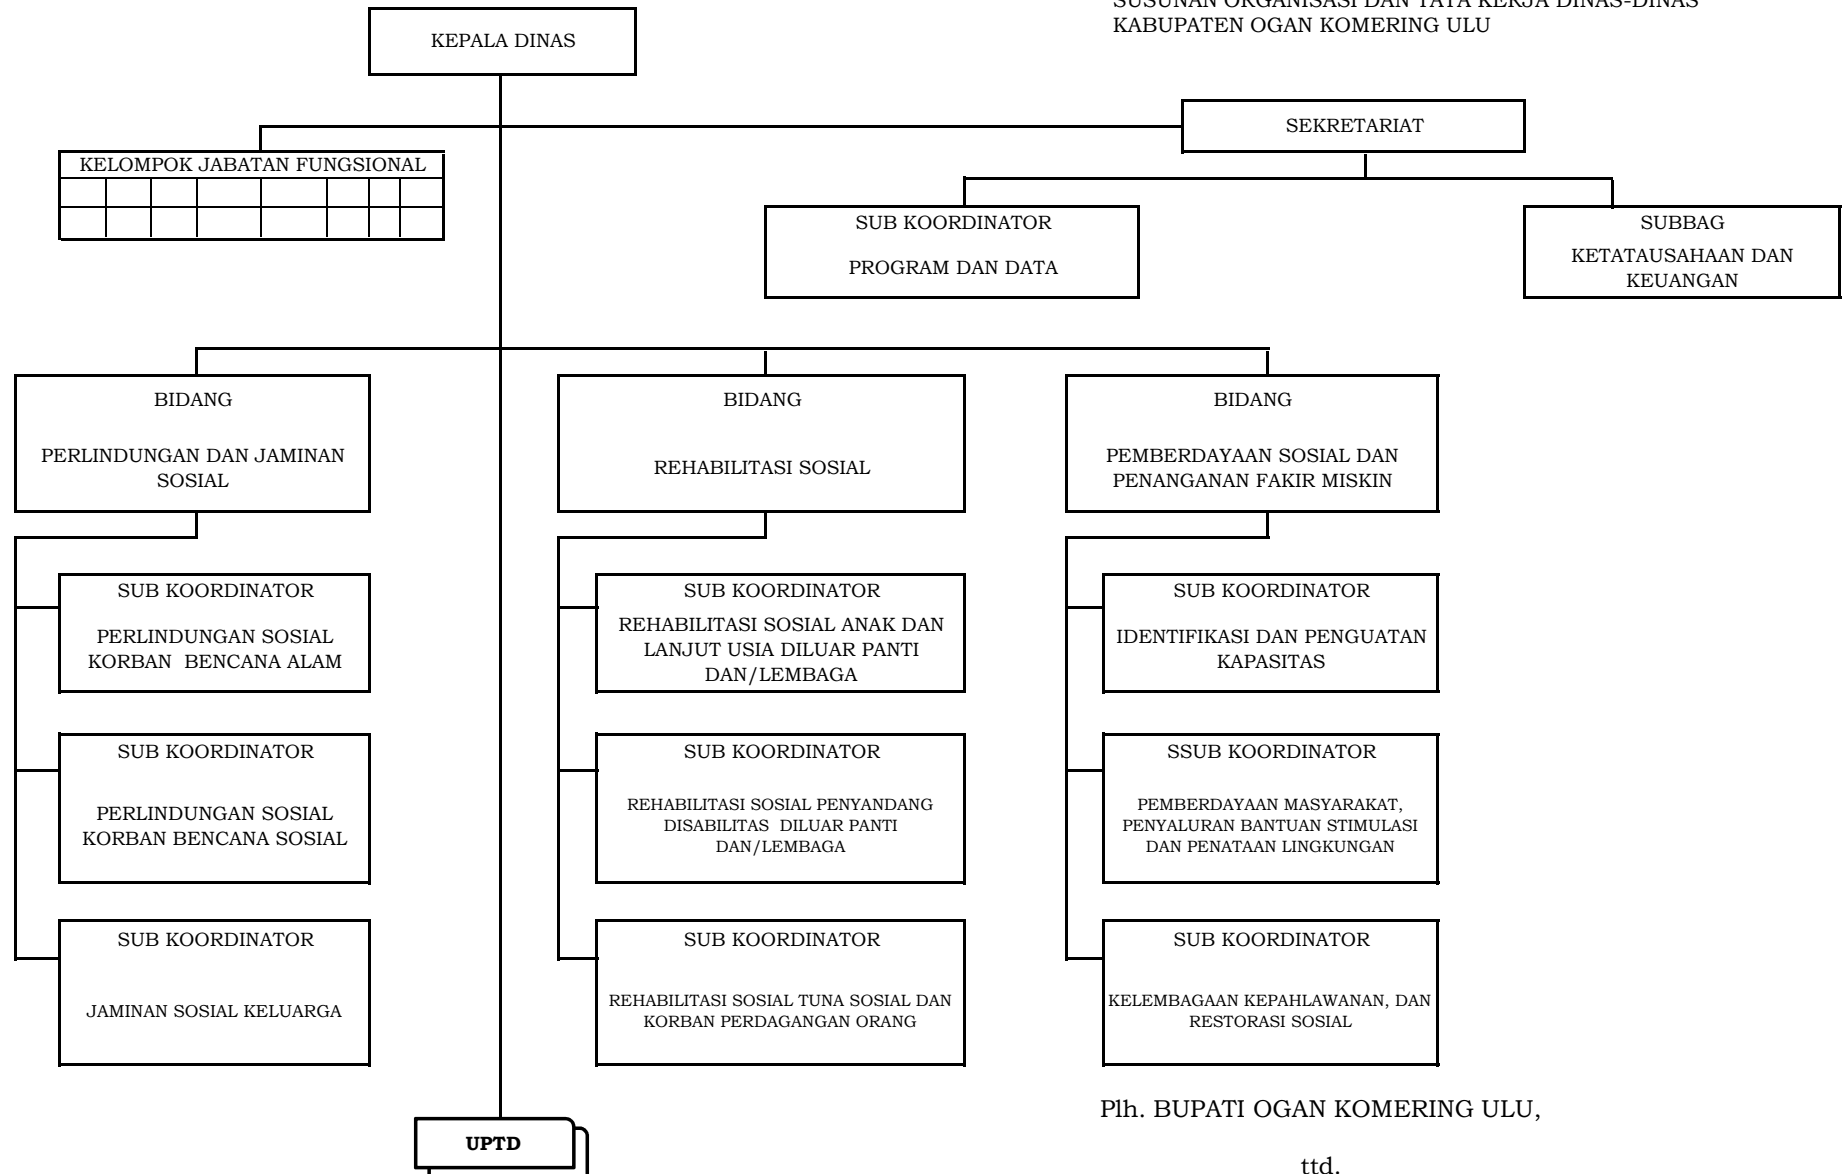 SUSUNAN ORGANISASI DAN TATA KERJA DINAS-DINAS
KABUPATEN OGAN KOMERING ULU
KEPALA DINAS
SEKRETARIAT
KELOMPOK JABATAN FUNGSIONAL
SUB KOORDINATOR
PROGRAM DAN DATA
SUBBAG
KETATAUSAHAAN DAN
KEUANGAN
BIDANG
PERLINDUNGAN DAN JAMINAN
SOSIAL
BIDANG
REHABILITASI SOSIAL
BIDANG
PEMBERDAYAAN SOSIAL DAN
PENANGANAN FAKIR MISKIN
SUB KOORDINATOR
PERLINDUNGAN SOSIAL
KORBAN BENCANA ALAM
SUB KOORDINATOR
REHABILITASI SOSIAL ANAK DAN
LANJUT USIA DILUAR PANTI
DAN/LEMBAGA
SUB KOORDINATOR
IDENTIFIKASI DAN PENGUATAN
KAPASITAS
SUB KOORDINATOR
PERLINDUNGAN SOSIAL
KORBAN BENCANA SOSIAL
SUB KOORDINATOR
REHABILITASI SOSIAL PENYANDANG
DISABILITAS DILUAR PANTI
DAN/LEMBAGA
SSUB KOORDINATOR
PEMBERDAYAAN MASYARAKAT,
PENYALURAN BANTUAN STIMULASI
DAN PENATAAN LINGKUNGAN
SUB KOORDINATOR
JAMINAN SOSIAL KELUARGA
SUB KOORDINATOR
REHABILITASI SOSIAL TUNA SOSIAL DAN
KORBAN PERDAGANGAN ORANG
SUB KOORDINATOR
KELEMBAGAAN KEPAHLAWANAN, DAN
RESTORASI SOSIAL
UPTD
Plh. BUPATI OGAN KOMERING ULU,
ttd.